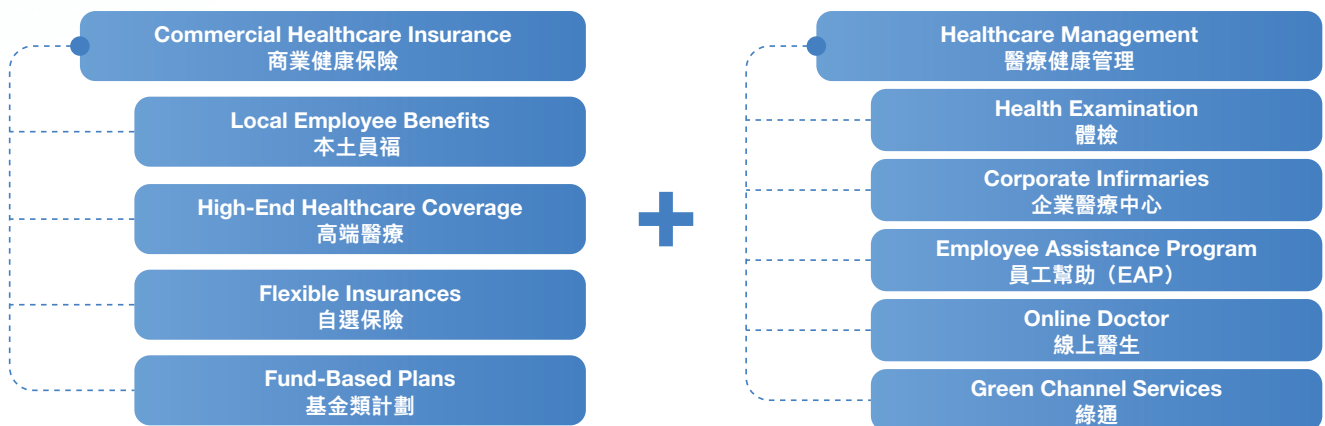 Commercial Healthcare Insurance
商業健康保險
Local Employee Benefits
本土員福
High-End Healthcare Coverage
高端醫療
Flexible Insurances
自選保險
Fund-Based Plans
基金類計劃
Healthcare Management
醫療健康管理
Health Examination
體檢
Corporate Infirmaries
企業醫療中心
Employee Assistance Program
員工幫助（EAP）
Online Doctor
線上醫生
Green Channel Services
綠通